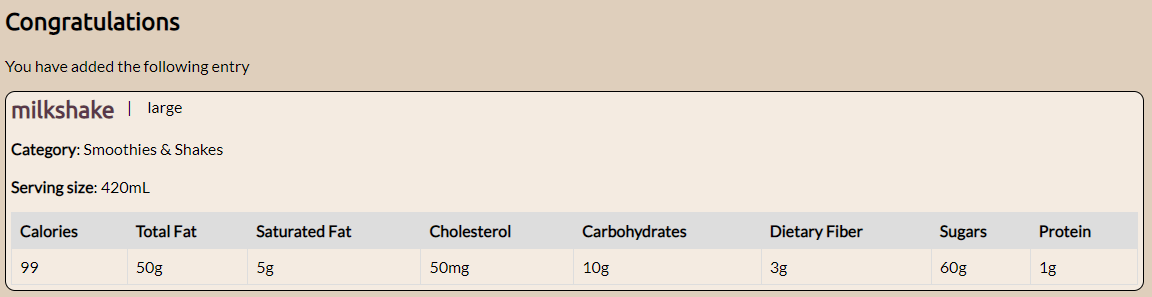 Congratulations
You have added the following entry
milkshake | large
Category: Smoothies & Shakes
Serving size: 420mL
Calories Total Fat Saturated Fat Cholesterol Carbohydrates Dietary Fiber Sugars Protein
99 50g 5g 50mg 10g 3g 60g 1g